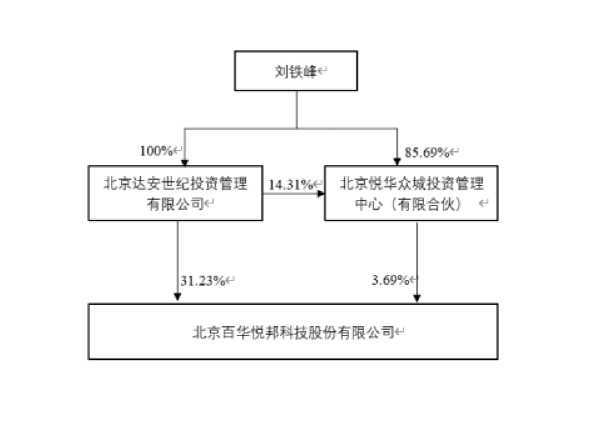 刘铁峰
100%
85.69%
北京达安世纪投资管理
有限公司
14.31%
北京悦华众城投资管理
中心（有限合伙）
31.23%
3.69%
北京百华悦邦科技股份有限公司